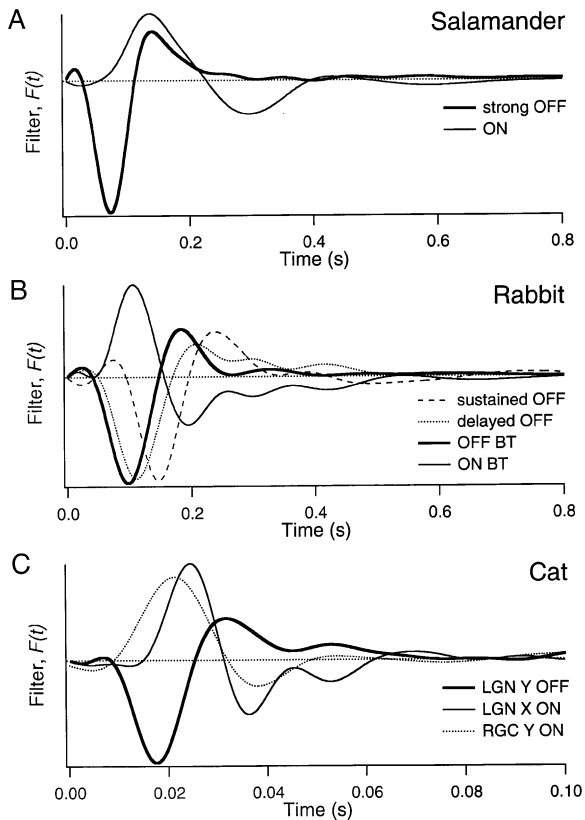 A
Salamander
Filter, F(t)
strong OFF
ON
0.0
0.2
0.4
0.6
0.8
Time (s)
B
Rabbit
Filter, F(t)
sustained OFF
delayed OFF
OFF BT
ON BT
0.0
0.2
0.4
0.6
0.8
Time (s)
C
Cat
Filter, F(t)
LGN Y OFF
LGN X ON
RGC Y ON
0.00
0.02
0.04
0.06
0.08
0.10
Time (s)